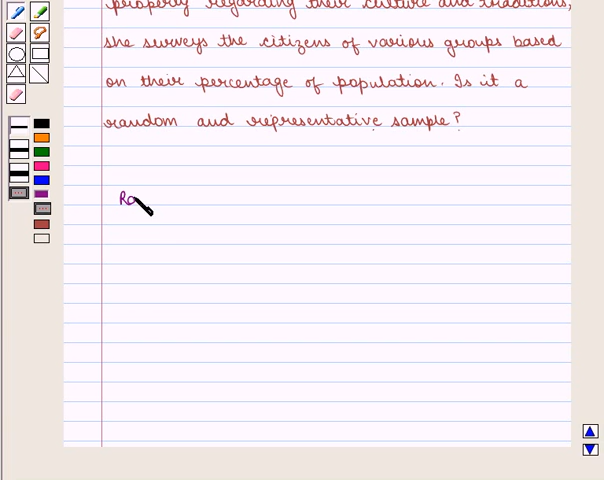 properly regarding their culture and traditions,
she surveys the citizens of various groups based
on their percentage of population. Is it a
random and representative sample?
Ra